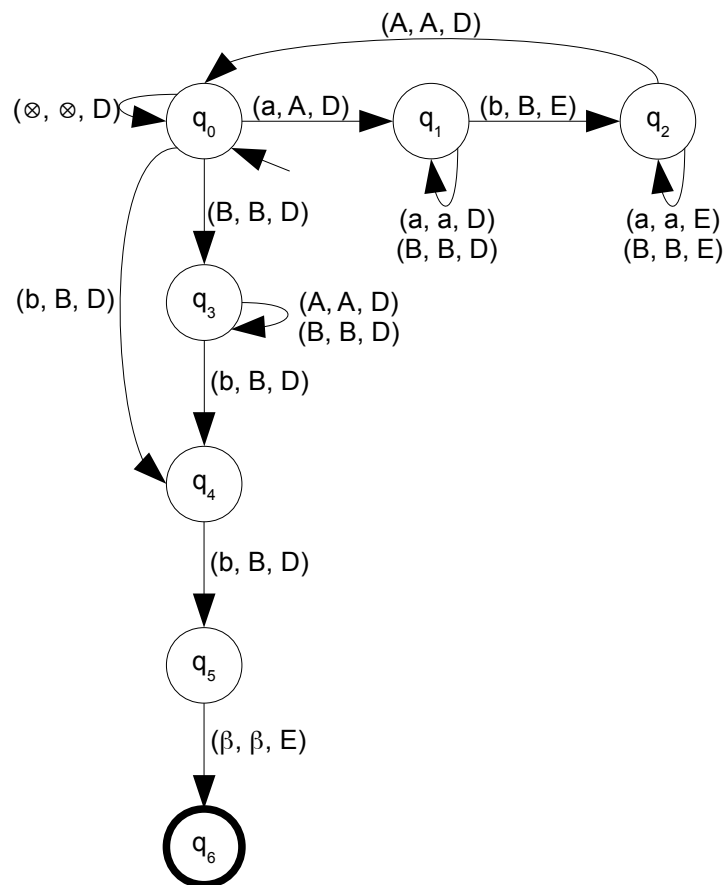 (A, A, D)
(⊗, ⊗, D)
q₀
(a, A, D)
q₁
(b, B, E)
q₂
(B, B, D)
(a, a, D)
(B, B, D)
(a, a, E)
(B, B, E)
(b, B, D)
q₃
(A, A, D)
(B, B, D)
(b, B, D)
q₄
(b, B, D)
q₅
(β, β, E)
q₆